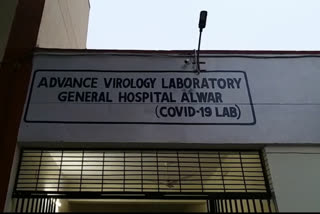 ADVANCE VIROLOGY LABORATORY
GENERAL HOSPITAL ALWAR
(COVID-19 LAB)